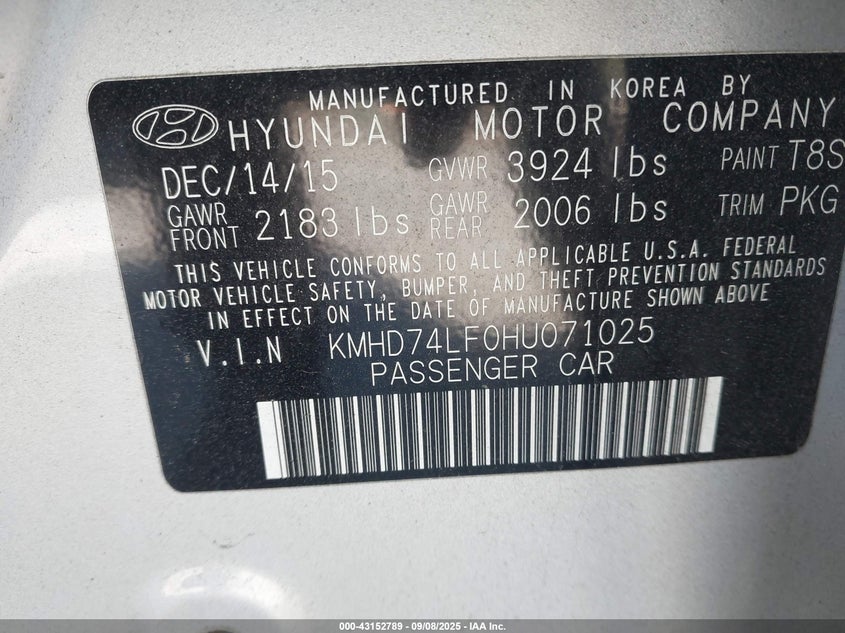 MANUFACTURED IN KOREA BY
HYUNDAI MOTOR COMPANY
DEC/14/15 GVWR 3924 lbs PAINT T8S
GAWR FRONT 2183 lbs GAWR REAR 2006 lbs TRIM PKG
THIS VEHICLE CONFORMS TO ALL APPLICABLE U.S.A. FEDERAL
MOTOR VEHICLE SAFETY, BUMPER, AND THEFT PREVENTION STANDARDS
IN EFFECT ON THE DATE OF MANUFACTURE SHOWN ABOVE
V.I.N KMHD74LF0HU071025
PASSENGER CAR
000-43152789 - 09/08/2025 - IAA Inc.